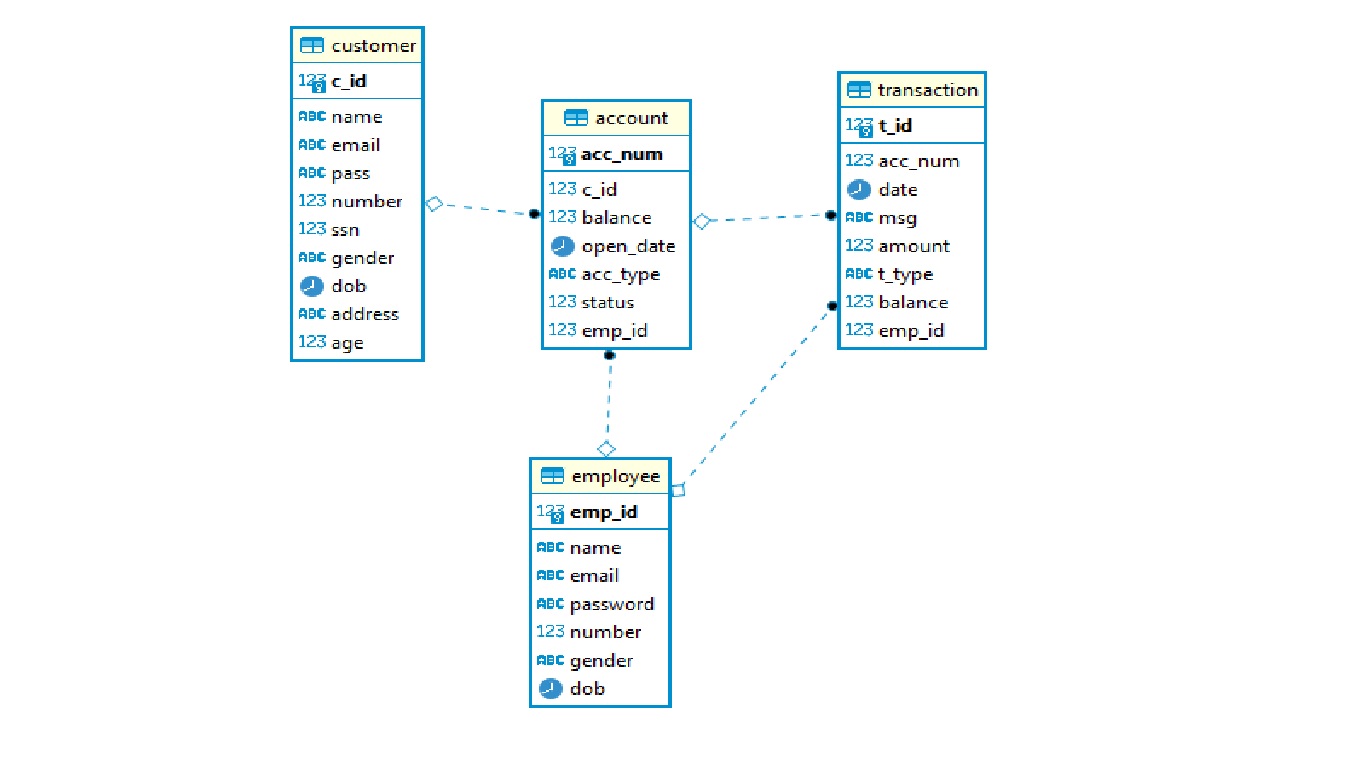 customer
123 c_id
ABC name
ABC email
ABC pass
123 number
123 ssn
ABC gender
dob
ABC address
123 age
account
123 acc_num
123 c_id
123 balance
open_date
ABC acc_type
123 status
123 emp_id
transaction
123 t_id
123 acc_num
date
ABC msg
123 amount
ABC t_type
123 balance
123 emp_id
employee
123 emp_id
ABC name
ABC email
ABC password
123 number
ABC gender
dob